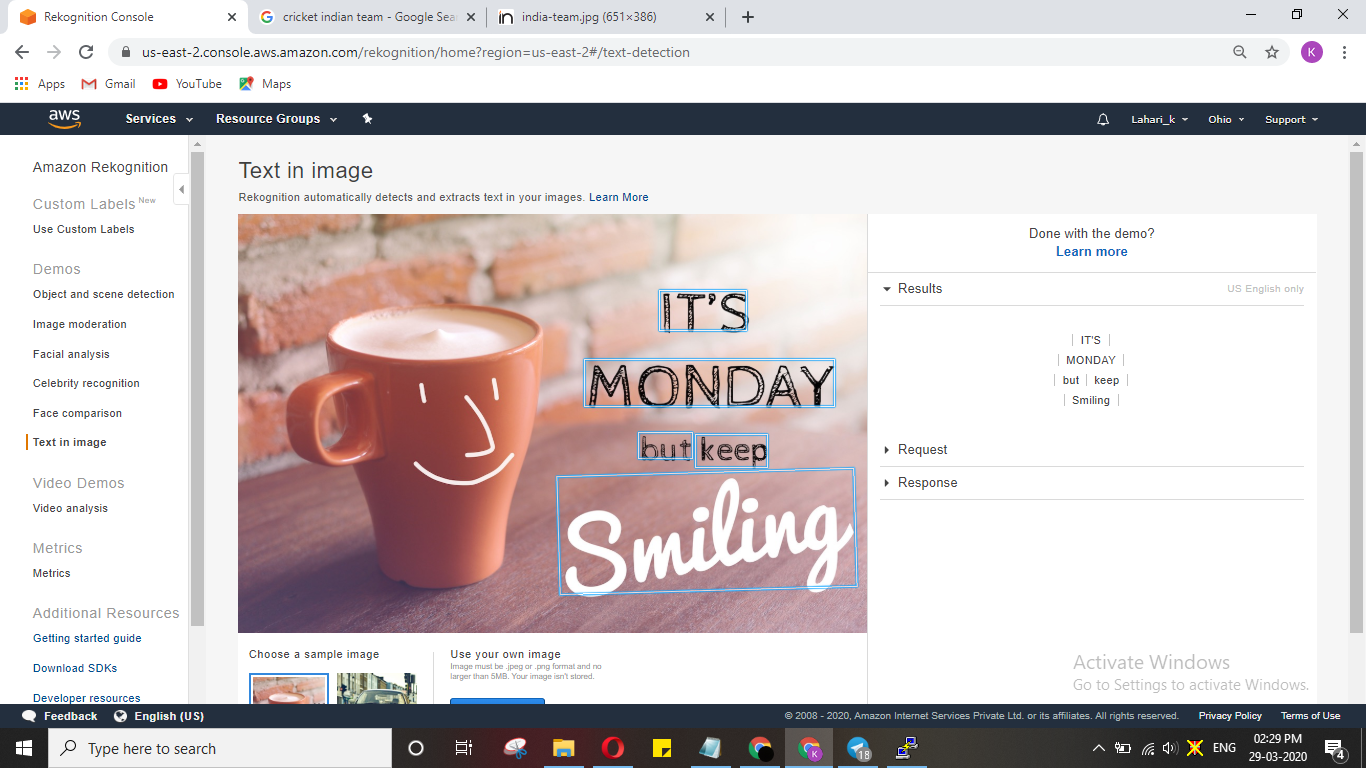 Rekognition Console
cricket indian team - Google Sea
india-team.jpg (651×386)
us-east-2.console.aws.amazon.com/rekognition/home?region=us-east-2#/text-detection
K
Apps Gmail YouTube Maps
aws Services Resource Groups Lahari_k Ohio Support
Amazon Rekognition
Custom Labels New
Use Custom Labels
Demos
Object and scene detection
Image moderation
Facial analysis
Celebrity recognition
Face comparison
Text in image
Video Demos
Video analysis
Metrics
Metrics
Additional Resources
Getting started guide
Download SDKs
Developer resources
Text in image
Rekognition automatically detects and extracts text in your images. Learn More
IT'S
MONDAY
but keep
Smiling
Choose a sample image
Use your own image
Image must be .jpeg or .png format and no
larger than 5MB. Your image isn't stored.
Done with the demo?
Learn more
Results US English only
| IT'S |
| MONDAY |
| but | keep |
| Smiling |
Request
Response
Activate Windows
Go to Settings to activate Windows.
Feedback English (US) © 2008 - 2020, Amazon Internet Services Private Ltd. or its affiliates. All rights reserved. Privacy Policy Terms of Use
Type here to search
K
18
ENG
02:29 PM
29-03-2020
4